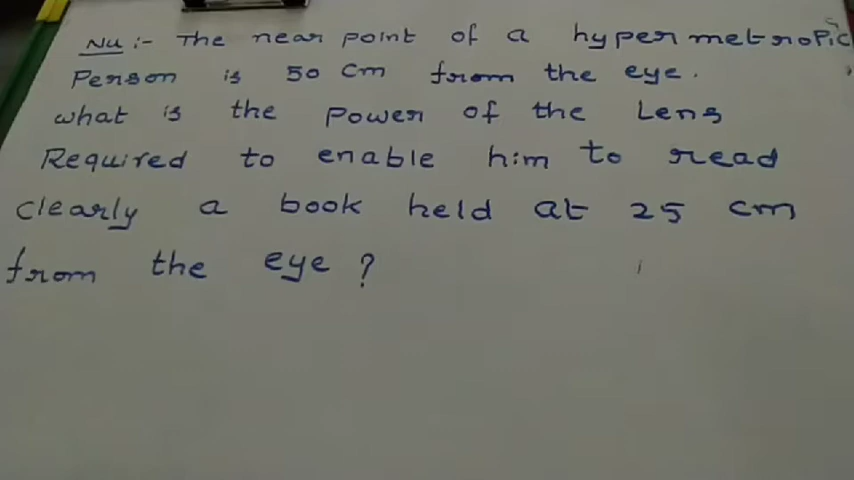 Nu :- The near point of a hypermetropic
Person is 50 cm from the eye.
what is the Power of the Lens
Required to enable him to read
clearly a book held at 25 cm
from the eye ?